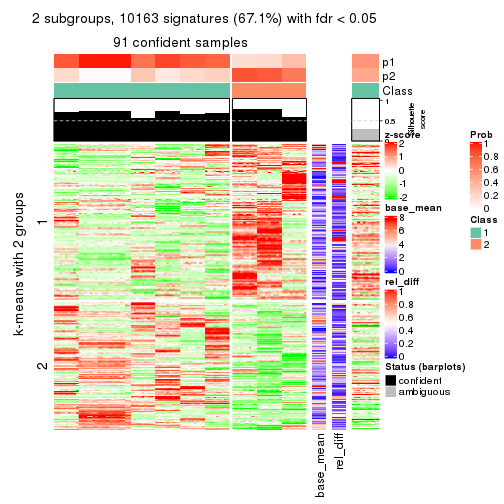 2 subgroups, 10163 signatures (67.1%) with fdr < 0.05
91 confident samples
p1
p2
Class
1
0.5
0
Silhouette
score
k-means with 2 groups
1
2
base_mean
rel_diff
z-score
2
1
0
-1
-2
base_mean
8
6
4
2
0
rel_diff
1
0.8
0.6
0.4
0.2
0
Status (barplots)
confident
ambiguous
Prob
1
0.8
0.6
0.4
0.2
0
Class
1
2